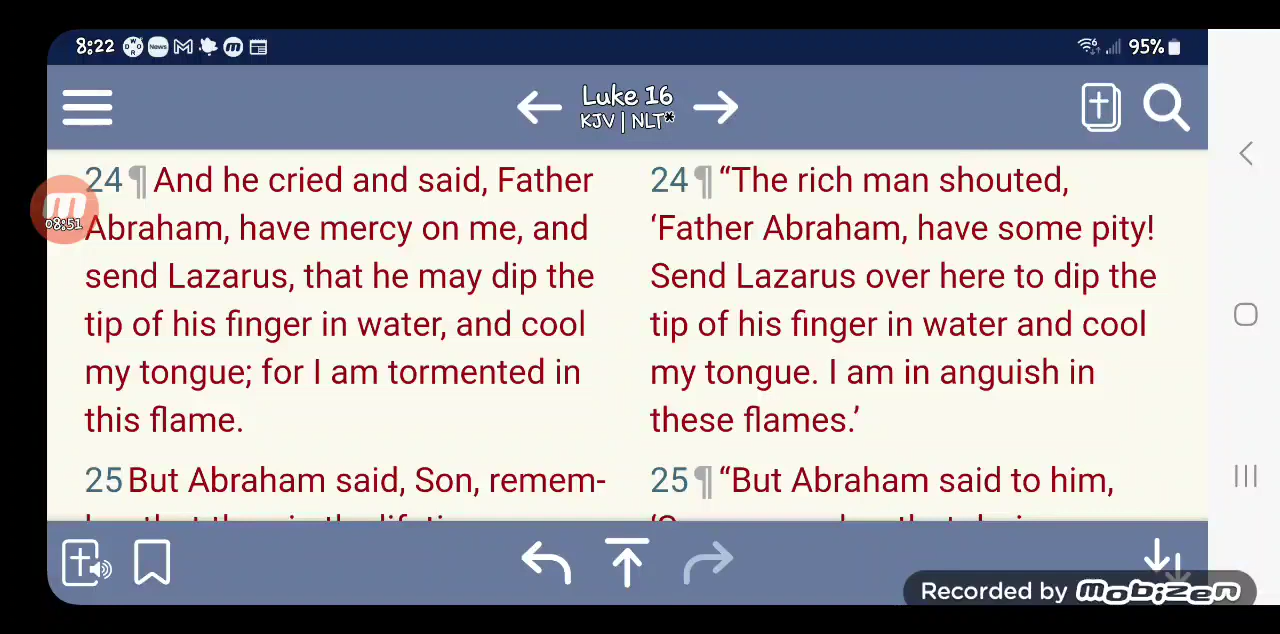 8:22 News M 95%
Luke 16
KJV | NLT*
24 ¶ And he cried and said, Father
Abraham, have mercy on me, and
send Lazarus, that he may dip the
tip of his finger in water, and cool
my tongue; for I am tormented in
this flame.
25 But Abraham said, Son, remem-
24 ¶ “The rich man shouted,
‘Father Abraham, have some pity!
Send Lazarus over here to dip the
tip of his finger in water and cool
my tongue. I am in anguish in
these flames.’
25 ¶ “But Abraham said to him,
08:51
Recorded by mobizen